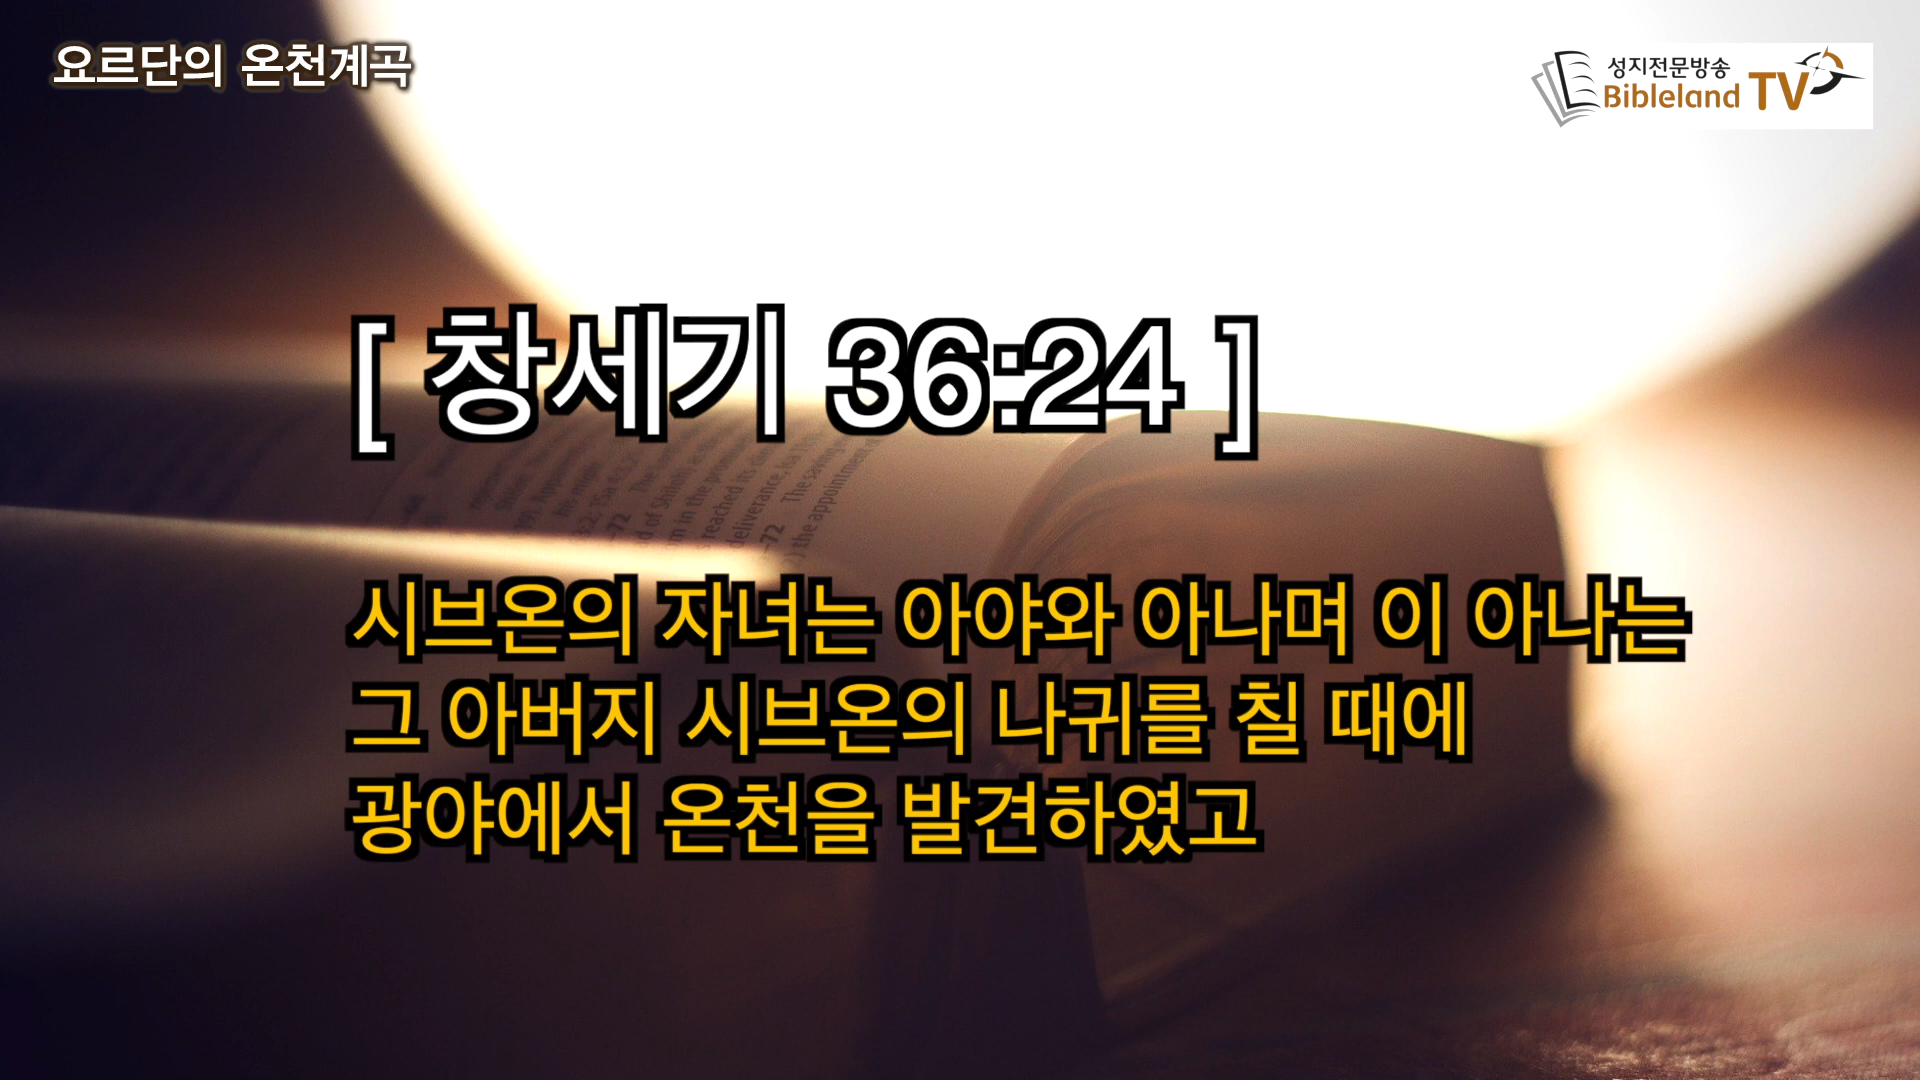 요르단의 온천계곡
성지전문방송
Bibleland TV
[ 창세기 36:24 ]
시브온의 자녀는 아야와 아나며 이 아나는
그 아버지 시브온의 나귀를 칠 때에
광야에서 온천을 발견하였고